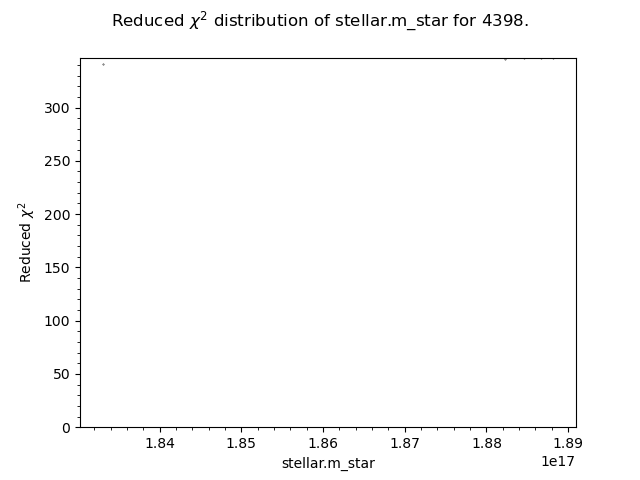 Reduced χ² distribution of stellar.m_star for 4398.
300
250
200
150
100
50
0
Reduced χ²
1.84 1.85 1.86 1.87 1.88 1.89
1e17
stellar.m_star